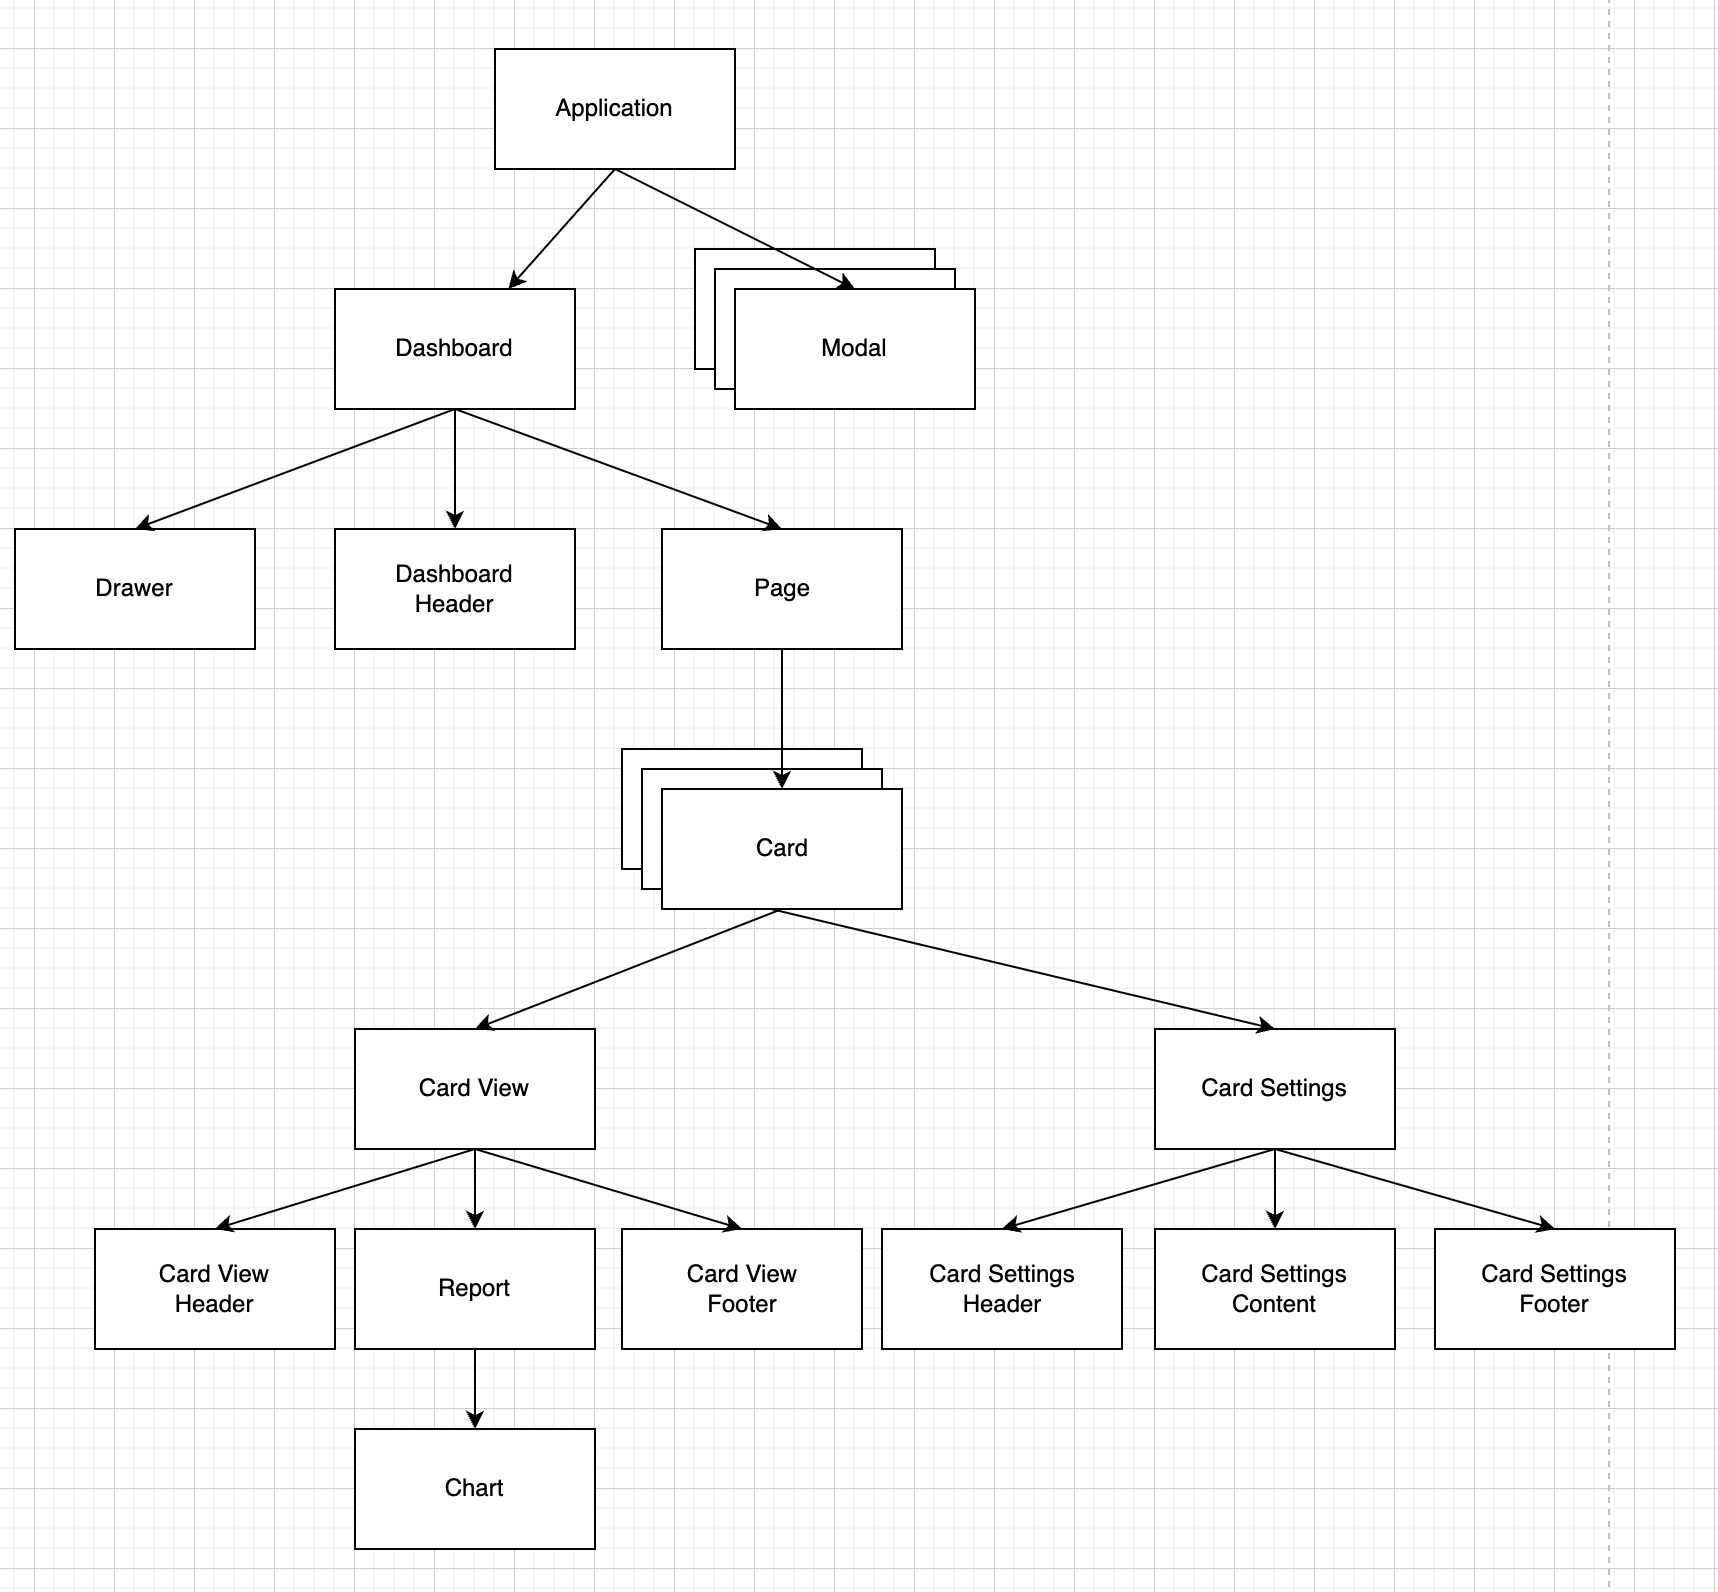 Application
Dashboard
Modal
Drawer
Dashboard
Header
Page
Card
Card View
Card Settings
Card View
Header
Report
Card View
Footer
Card Settings
Header
Card Settings
Content
Card Settings
Footer
Chart